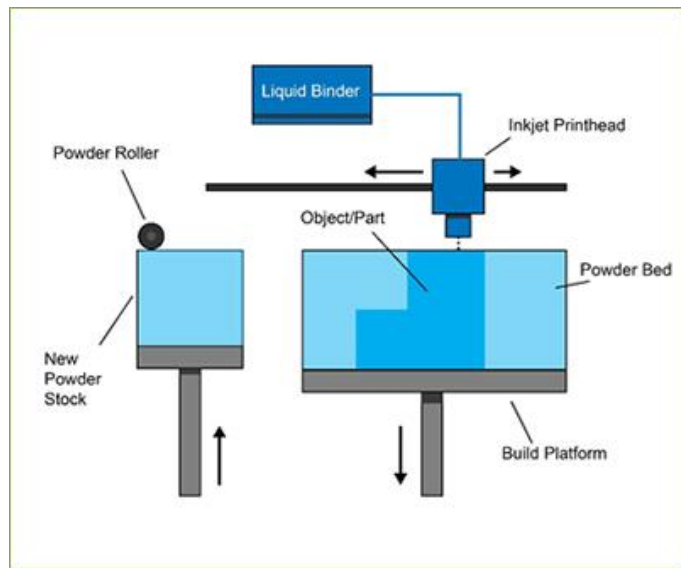 Liquid Binder
Inkjet Printhead
Powder Roller
Object/Part
Powder Bed
New
Powder
Stock
Build Platform